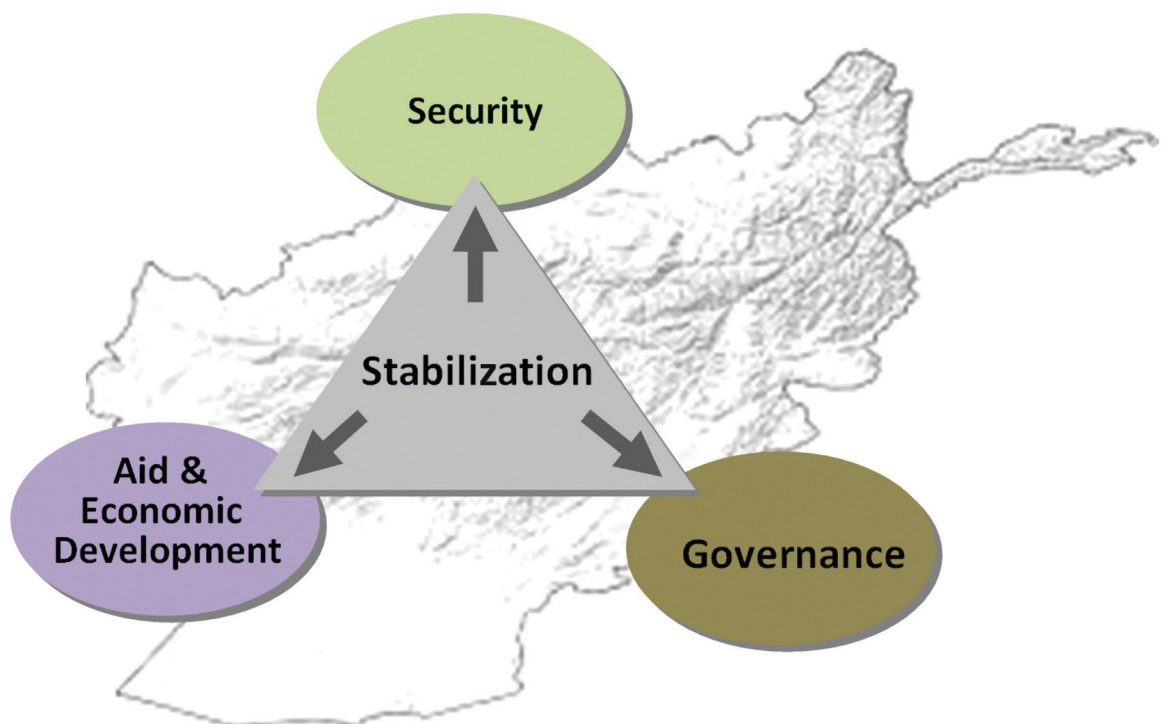 Security
Stabilization
Aid &
Economic
Development
Governance